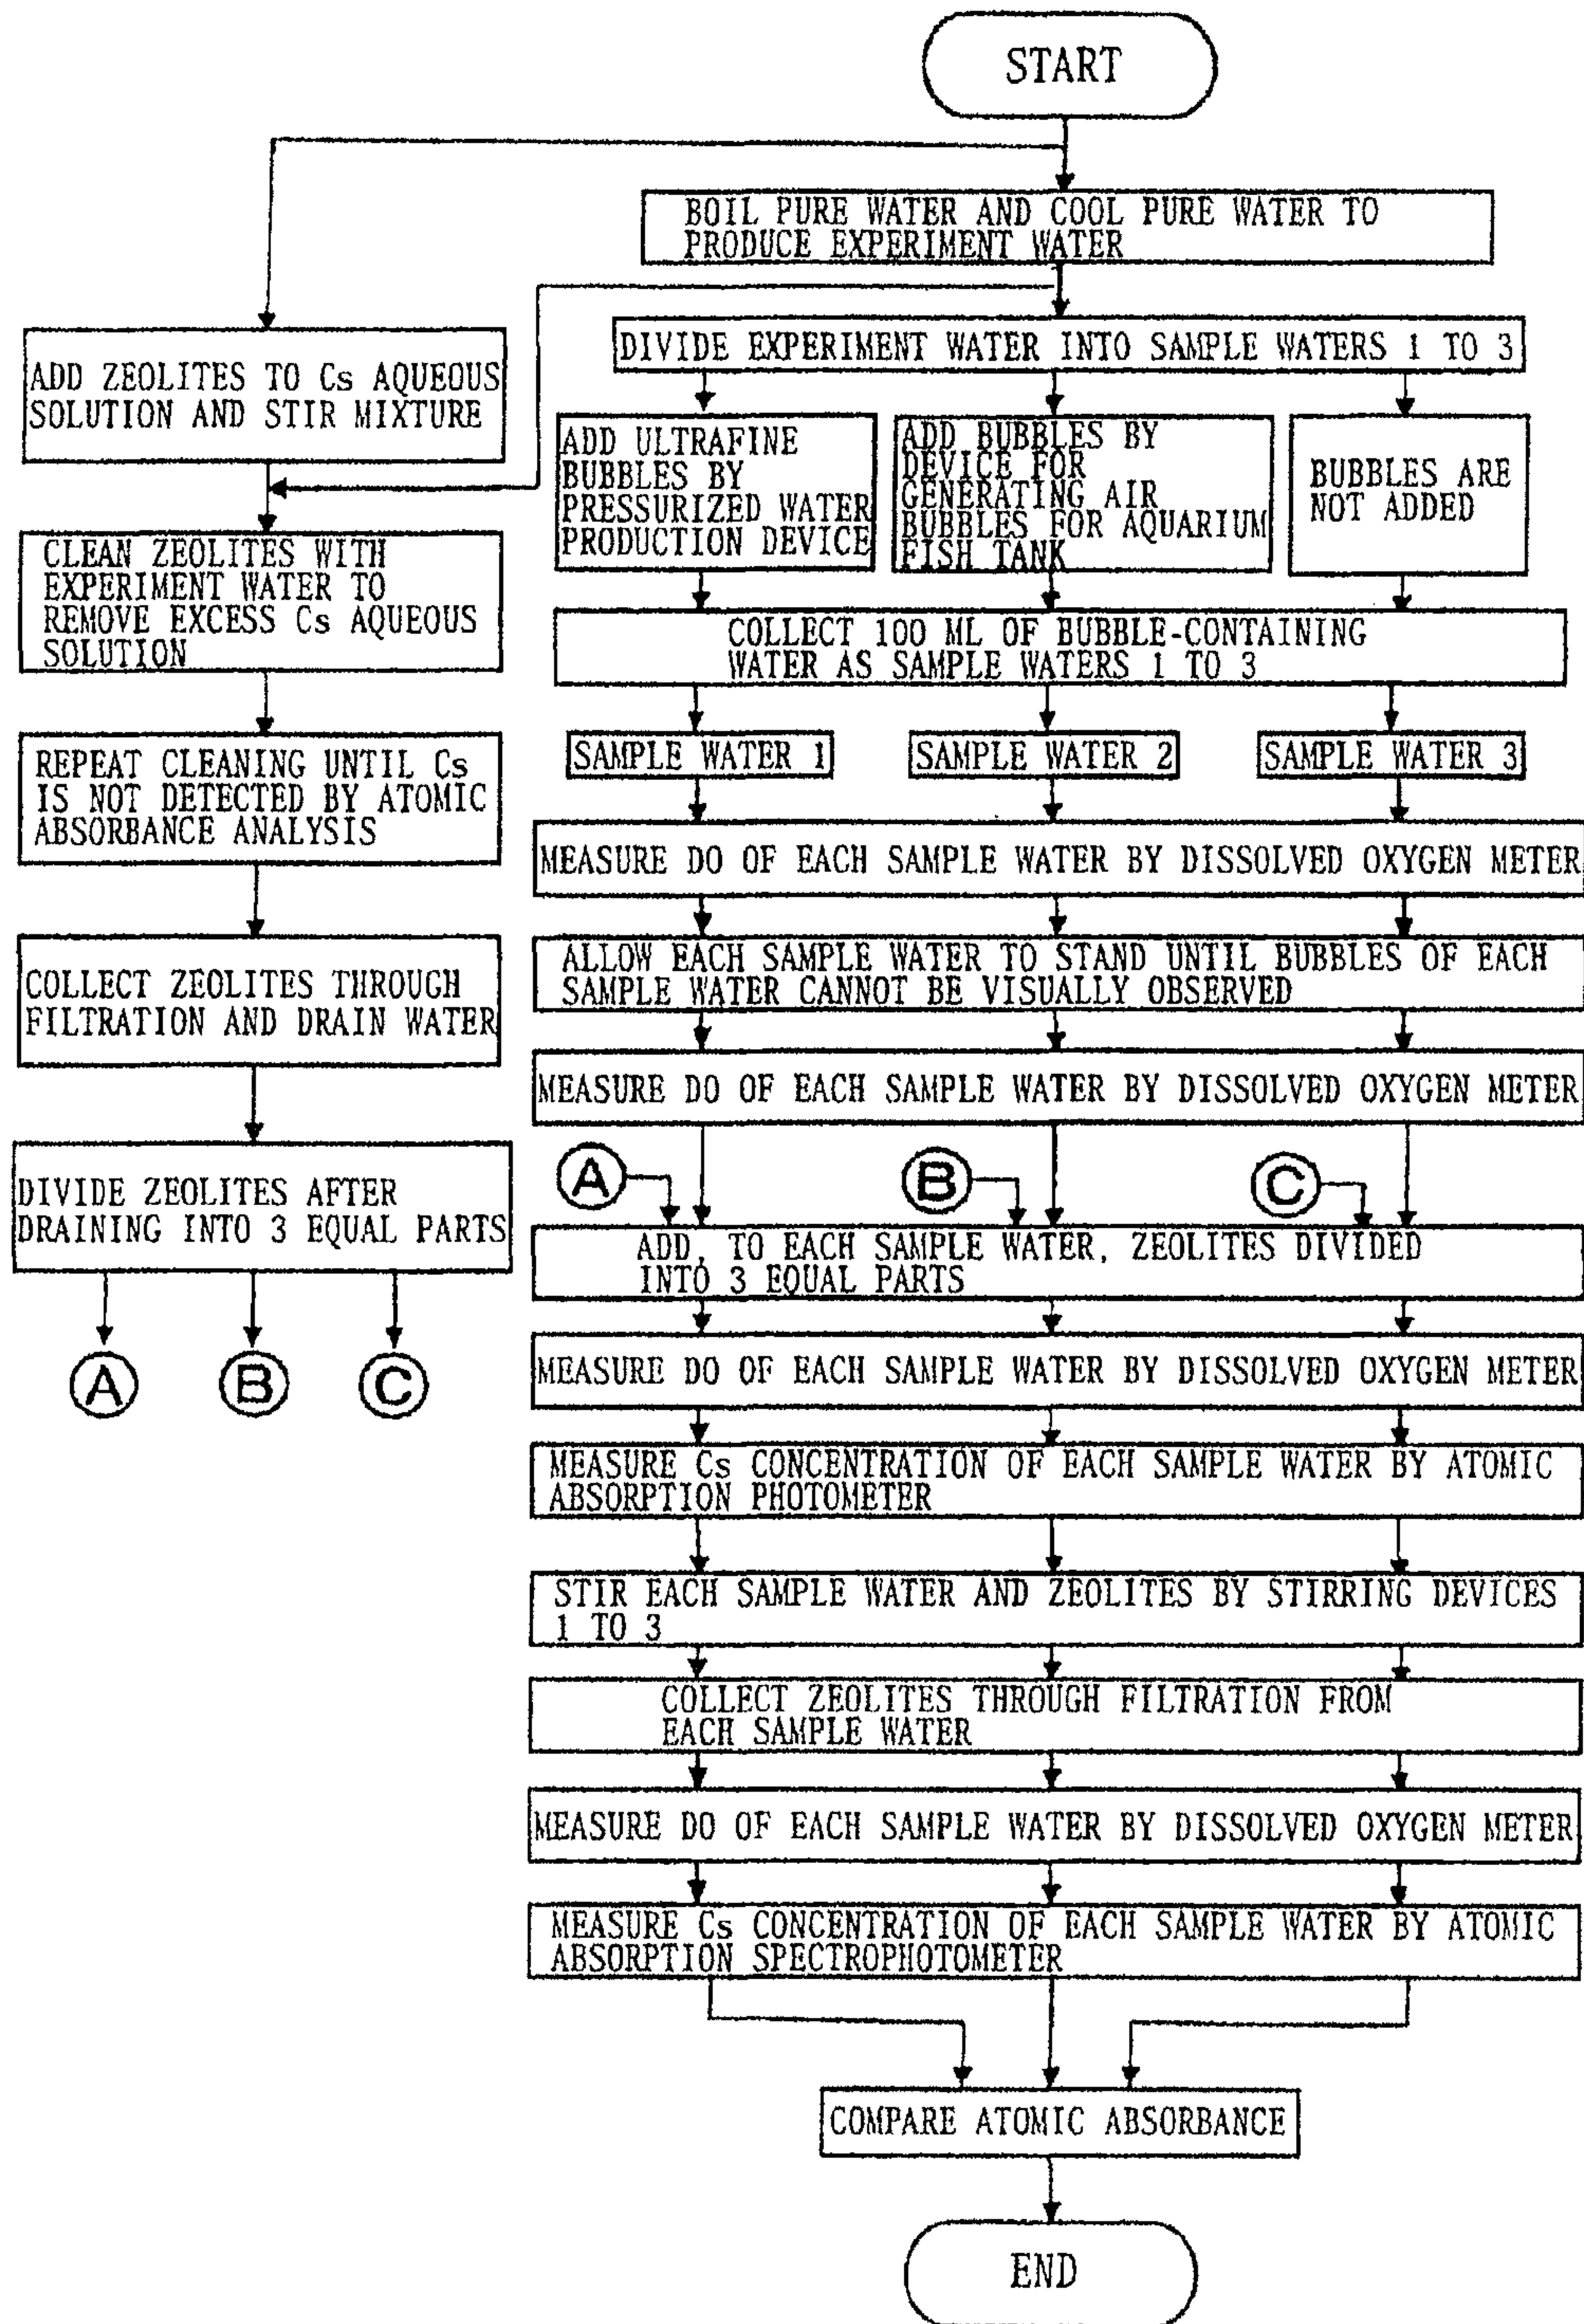 START
BOIL PURE WATER AND COOL PURE WATER TO
PRODUCE EXPERIMENT WATER
ADD ZEOLITES TO Cs AQUEOUS
SOLUTION AND STIR MIXTURE
CLEAN ZEOLITES WITH
EXPERIMENT WATER TO
REMOVE EXCESS Cs AQUEOUS
SOLUTION
REPEAT CLEANING UNTIL Cs
IS NOT DETECTED BY ATOMIC
ABSORBANCE ANALYSIS
COLLECT ZEOLITES THROUGH
FILTRATION AND DRAIN WATER
DIVIDE ZEOLITES AFTER
DRAINING INTO 3 EQUAL PARTS
A
B
C
DIVIDE EXPERIMENT WATER INTO SAMPLE WATERS 1 TO 3
ADD ULTRAFINE
BUBBLES BY
PRESSURIZED WATER
PRODUCTION DEVICE
ADD BUBBLES BY
DEVICE FOR
GENERATING AIR
BUBBLES FOR AQUARIUM
FISH TANK
BUBBLES ARE
NOT ADDED
COLLECT 100 ML OF BUBBLE-CONTAINING
WATER AS SAMPLE WATERS 1 TO 3
SAMPLE WATER 1
SAMPLE WATER 2
SAMPLE WATER 3
MEASURE DO OF EACH SAMPLE WATER BY DISSOLVED OXYGEN METER
ALLOW EACH SAMPLE WATER TO STAND UNTIL BUBBLES OF EACH
SAMPLE WATER CANNOT BE VISUALLY OBSERVED
MEASURE DO OF EACH SAMPLE WATER BY DISSOLVED OXYGEN METER
A
B
C
ADD, TO EACH SAMPLE WATER, ZEOLITES DIVIDED
INTO 3 EQUAL PARTS
MEASURE DO OF EACH SAMPLE WATER BY DISSOLVED OXYGEN METER
MEASURE Cs CONCENTRATION OF EACH SAMPLE WATER BY ATOMIC
ABSORPTION PHOTOMETER
STIR EACH SAMPLE WATER AND ZEOLITES BY STIRRING DEVICES
1 TO 3
COLLECT ZEOLITES THROUGH FILTRATION FROM
EACH SAMPLE WATER
MEASURE DO OF EACH SAMPLE WATER BY DISSOLVED OXYGEN METER
MEASURE Cs CONCENTRATION OF EACH SAMPLE WATER BY ATOMIC
ABSORPTION SPECTROPHOTOMETER
COMPARE ATOMIC ABSORBANCE
END